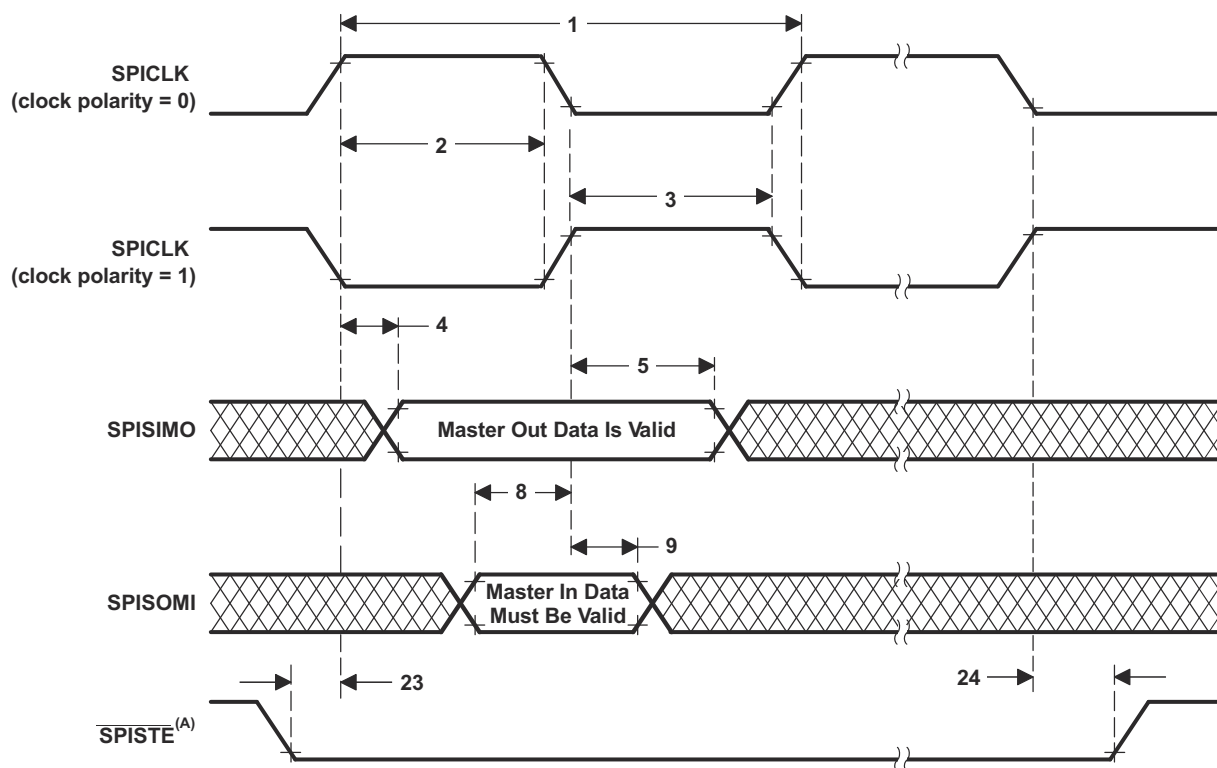 1
SPICLK
(clock polarity = 0)
2
3
SPICLK
(clock polarity = 1)
4
5
SPISIMO
Master Out Data Is Valid
8
9
SPISOMI
Master In Data
Must Be Valid
23
24
SPISTE(A)